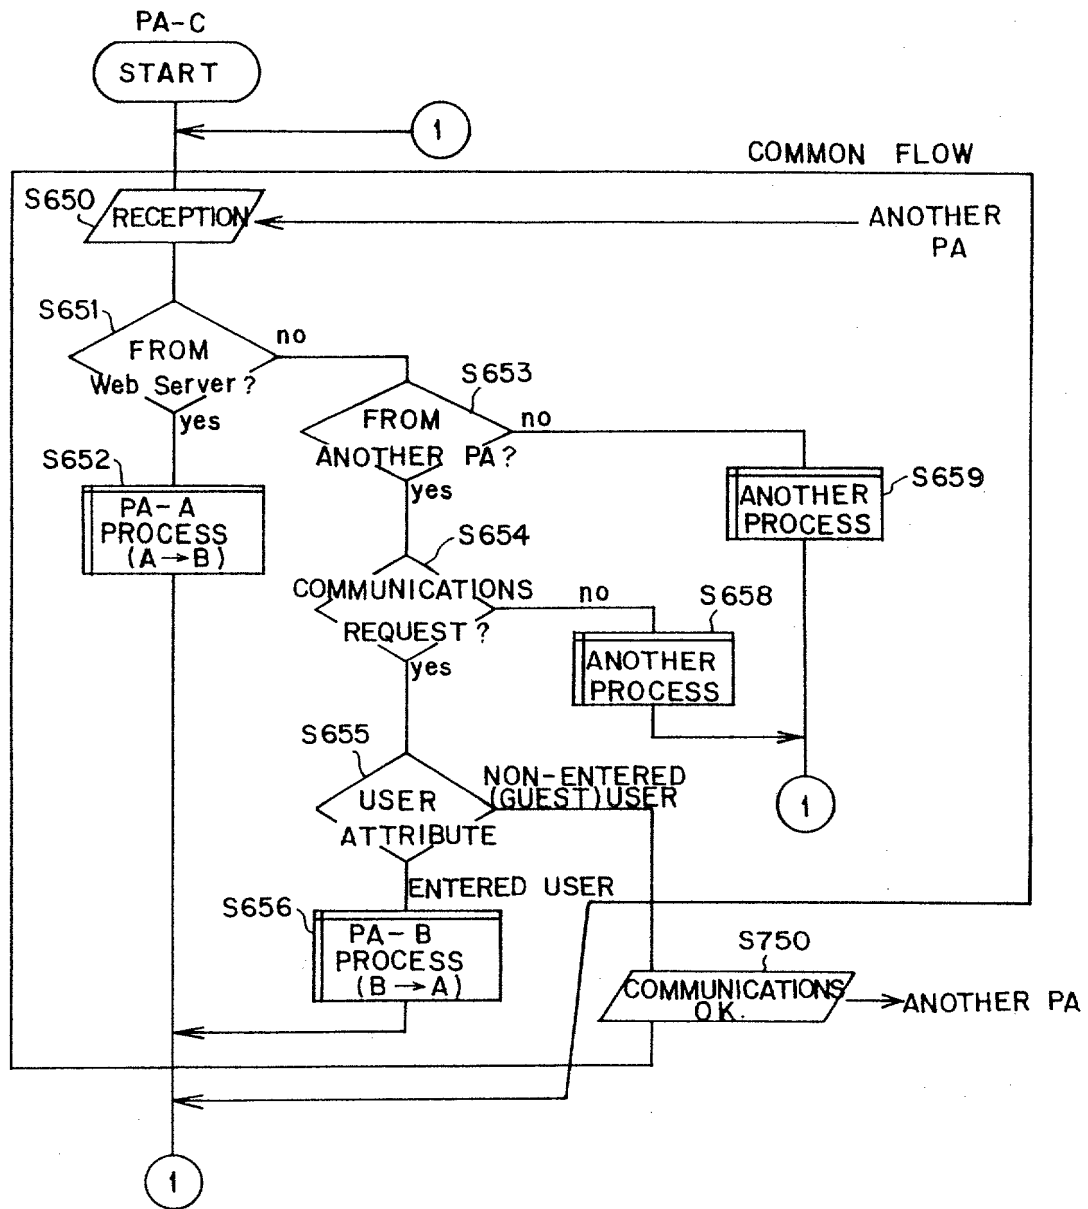 PA-C
START
1
COMMON FLOW
S650
RECEPTION
ANOTHER
PA
S651
FROM
Web Server?
no
yes
S653
FROM
ANOTHER PA?
no
yes
S652
PA-A
PROCESS
(A→B)
S659
ANOTHER
PROCESS
S654
COMMUNICATIONS
REQUEST?
no
yes
S658
ANOTHER
PROCESS
1
S655
USER
ATTRIBUTE
NON-ENTERED
(GUEST)USER
ENTERED USER
S656
PA-B
PROCESS
(B→A)
S750
COMMUNICATIONS
OK.
ANOTHER PA
1